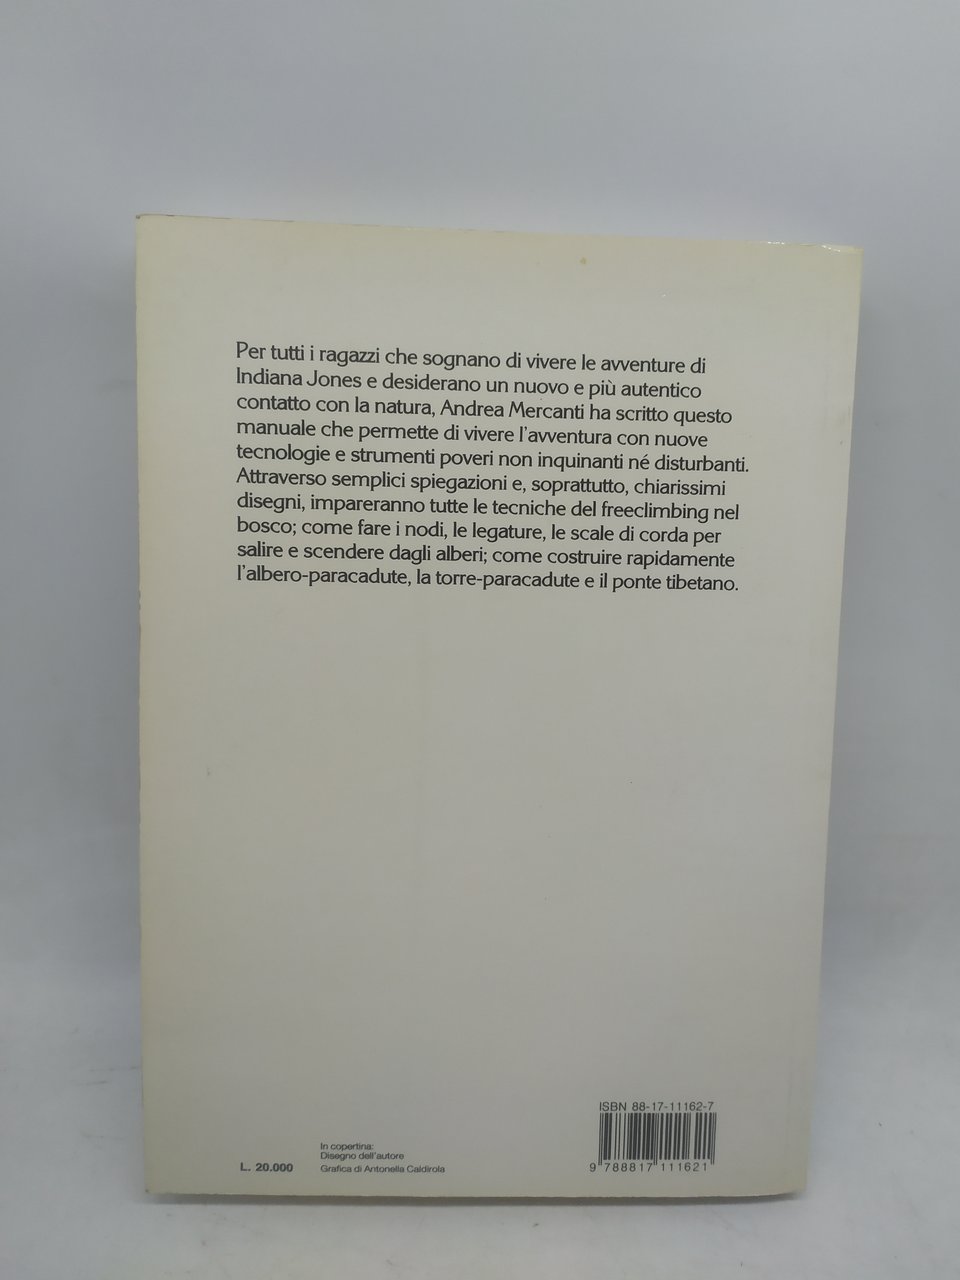 Per tutti i ragazzi che sognano di vivere le avventure di
Indiana Jones e desiderano un nuovo e più autentico
contatto con la natura, Andrea Mercanti ha scritto questo
manuale che permette di vivere l'avventura con nuove
tecnologie e strumenti poveri non inquinanti né disturbanti.
Attraverso semplici spiegazioni e, soprattutto, chiarissimi
disegni, impareranno tutte le tecniche del freeclimbing nel
bosco; come fare i nodi, le legature, le scale di corda per
salire e scendere dagli alberi; come costruire rapidamente
l'albero-paracadute, la torre-paracadute e il ponte tibetano.
ISBN 88-17-11162-7
9 788817 111621
L. 20.000
In copertina:
Disegno dell'autore
Grafica di Antonella Caldirola